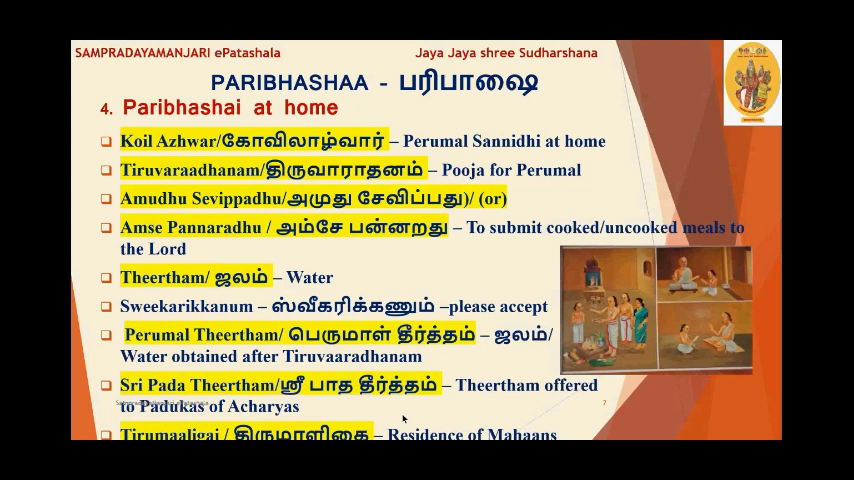 SAMPRADAYAMANJARI ePatashala
Jaya Jaya shree Sudharshana
PARIBHASHAA - பரிபாஷை
4. Paribhashai at home
Koil Azhwar/கோவிலாழ்வார் – Perumal Sannidhi at home
Tiruvaraadhanam/திருவாராதனம் – Pooja for Perumal
Amudhu Sevippadhu/அமுது சேவிப்பது)/ (or)
Amse Pannaradhu / அம்சே பன்னறது – To submit cooked/uncooked meals to
the Lord
Theertham/ ஜலம் – Water
Sweekarikkanum – ஸ்வீகரிக்கணும் –please accept
Perumal Theertham/ பெருமாள் தீர்த்தம் – ஜலம்/
Water obtained after Tiruvaaradhanam
Sri Pada Theertham/ஸ்ரீ பாத தீர்த்தம் – Theertham offered
to Padukas of Acharyas
7
Tirumaaligai / திருமாளிகை – Residence of Mahaans